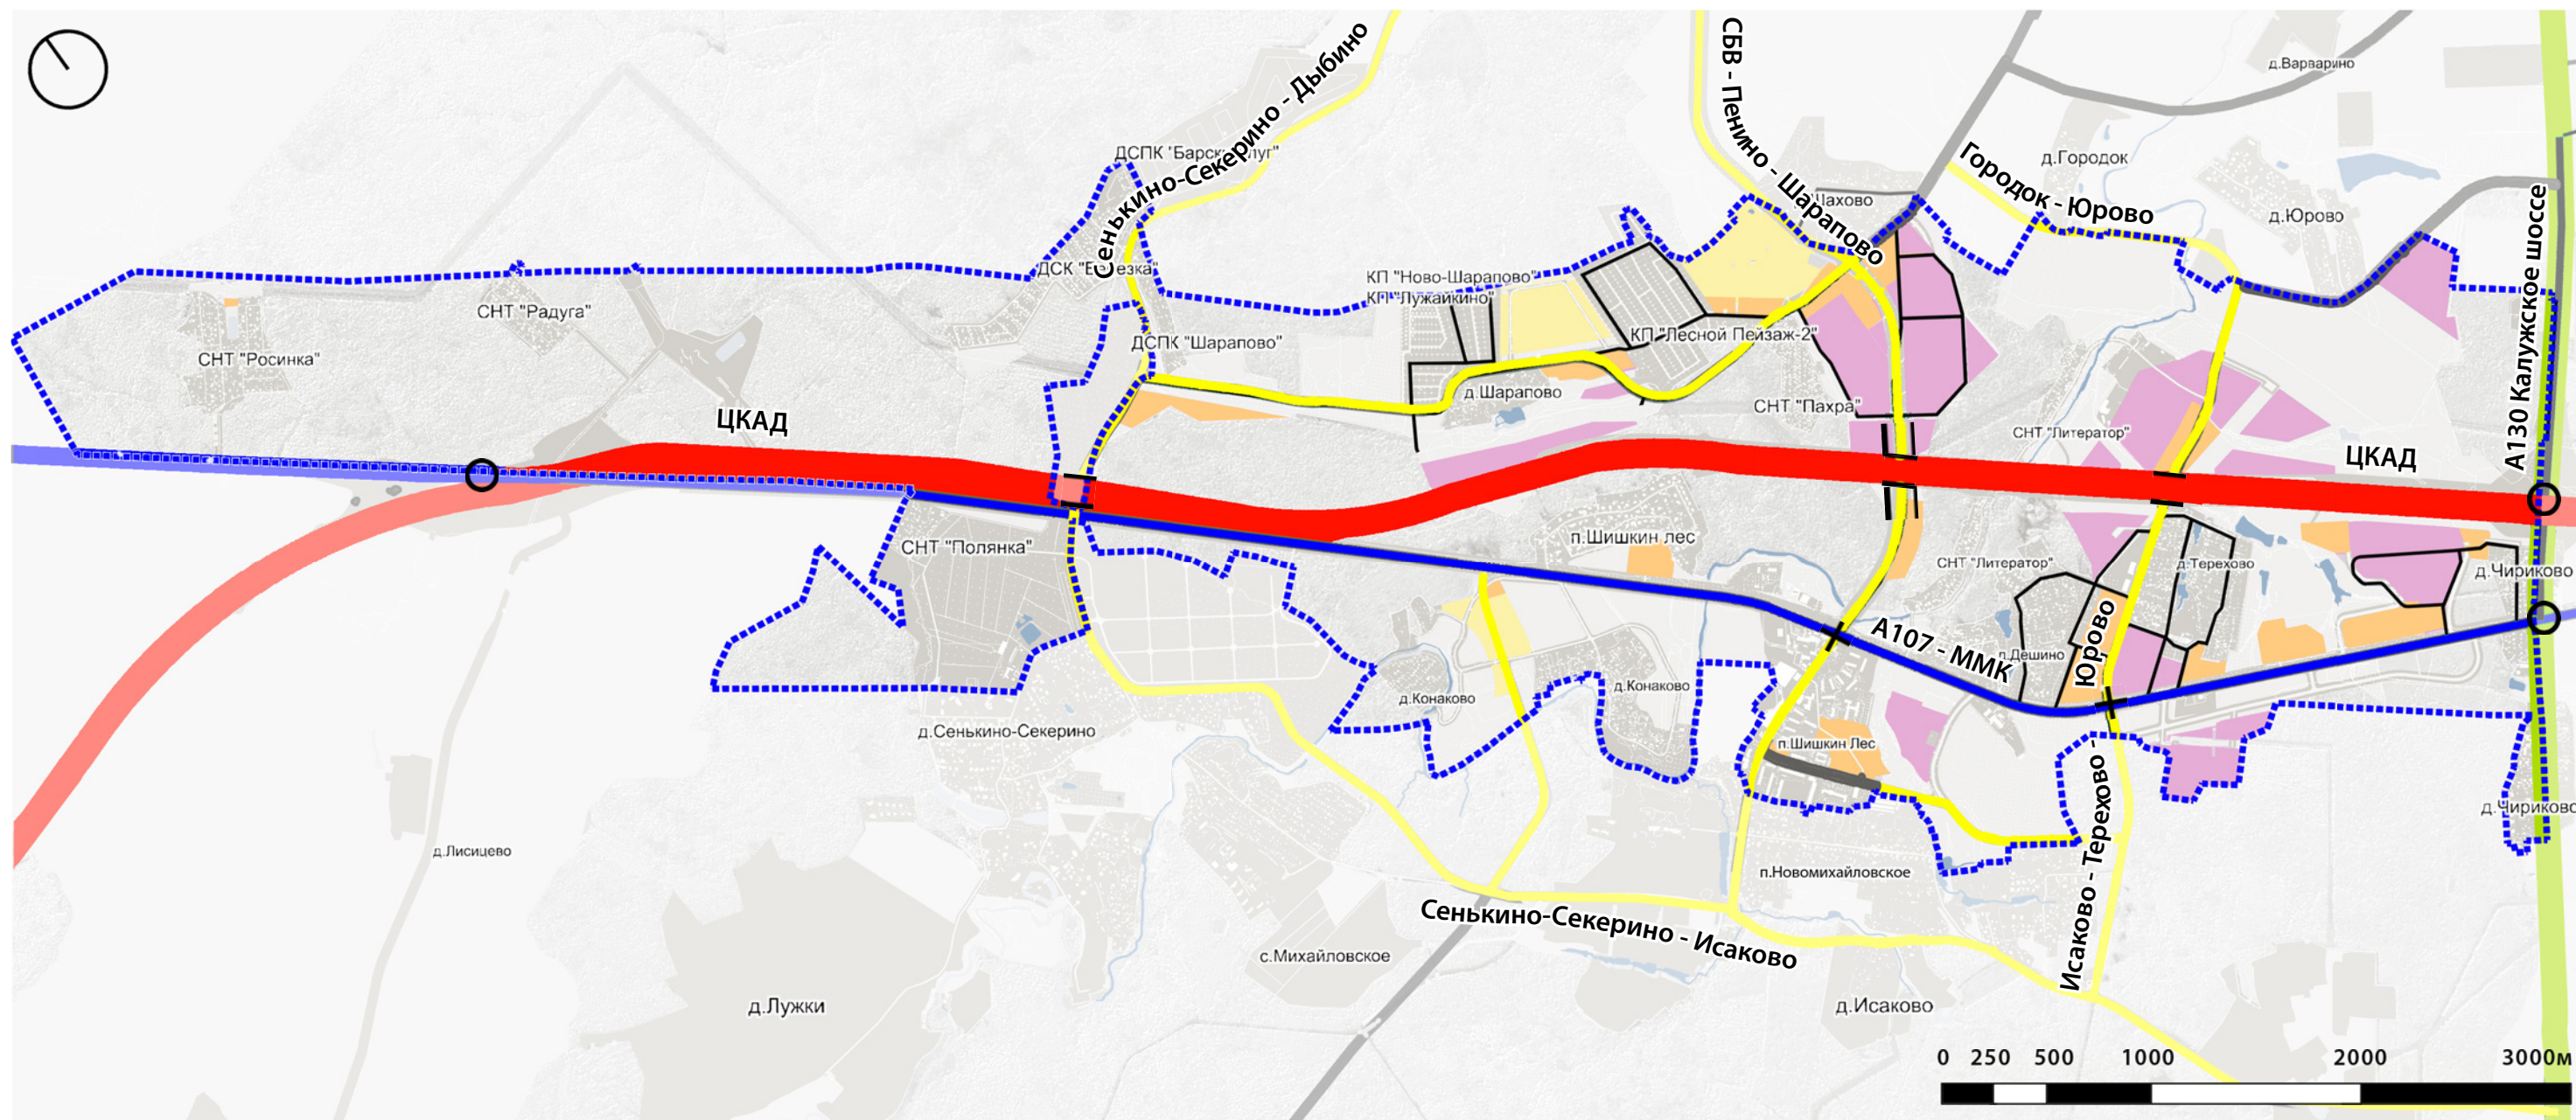 д.Варварино
Сенькино-Секерино - Дыбино
СБВ - Пенино - Шарапово
ДСПК "Барский луг"
Городок - Юрово
д.Городок
д.Юрово
А130 Калужское шоссе
ДСК "Березка"
КП "Ново-Шарапово"
КП "Лужайкино"
СНТ "Радуга"
СНТ "Росинка"
ДСПК "Шарапово"
КП "Лесной Пейзаж-2"
д.Шарапово
СНТ "Пахра"
ЦКАД
СНТ "Литератор"
ЦКАД
СНТ "Полянка"
п.Шишкин лес
СНТ "Литератор"
д.Терехово
д.Чириково
А107 - ММК
д.Дешино
Исаково - Терехово - Юрово
д.Конаково
д.Конаково
д.Сенькино-Секерино
п.Шишкин Лес
д.Чириково
д.Лисицево
п.Новомихайловское
Сенькино-Секерино - Исаково
с.Михайловское
д.Лужки
д.Исаково
0 250 500 1000 2000 3000м